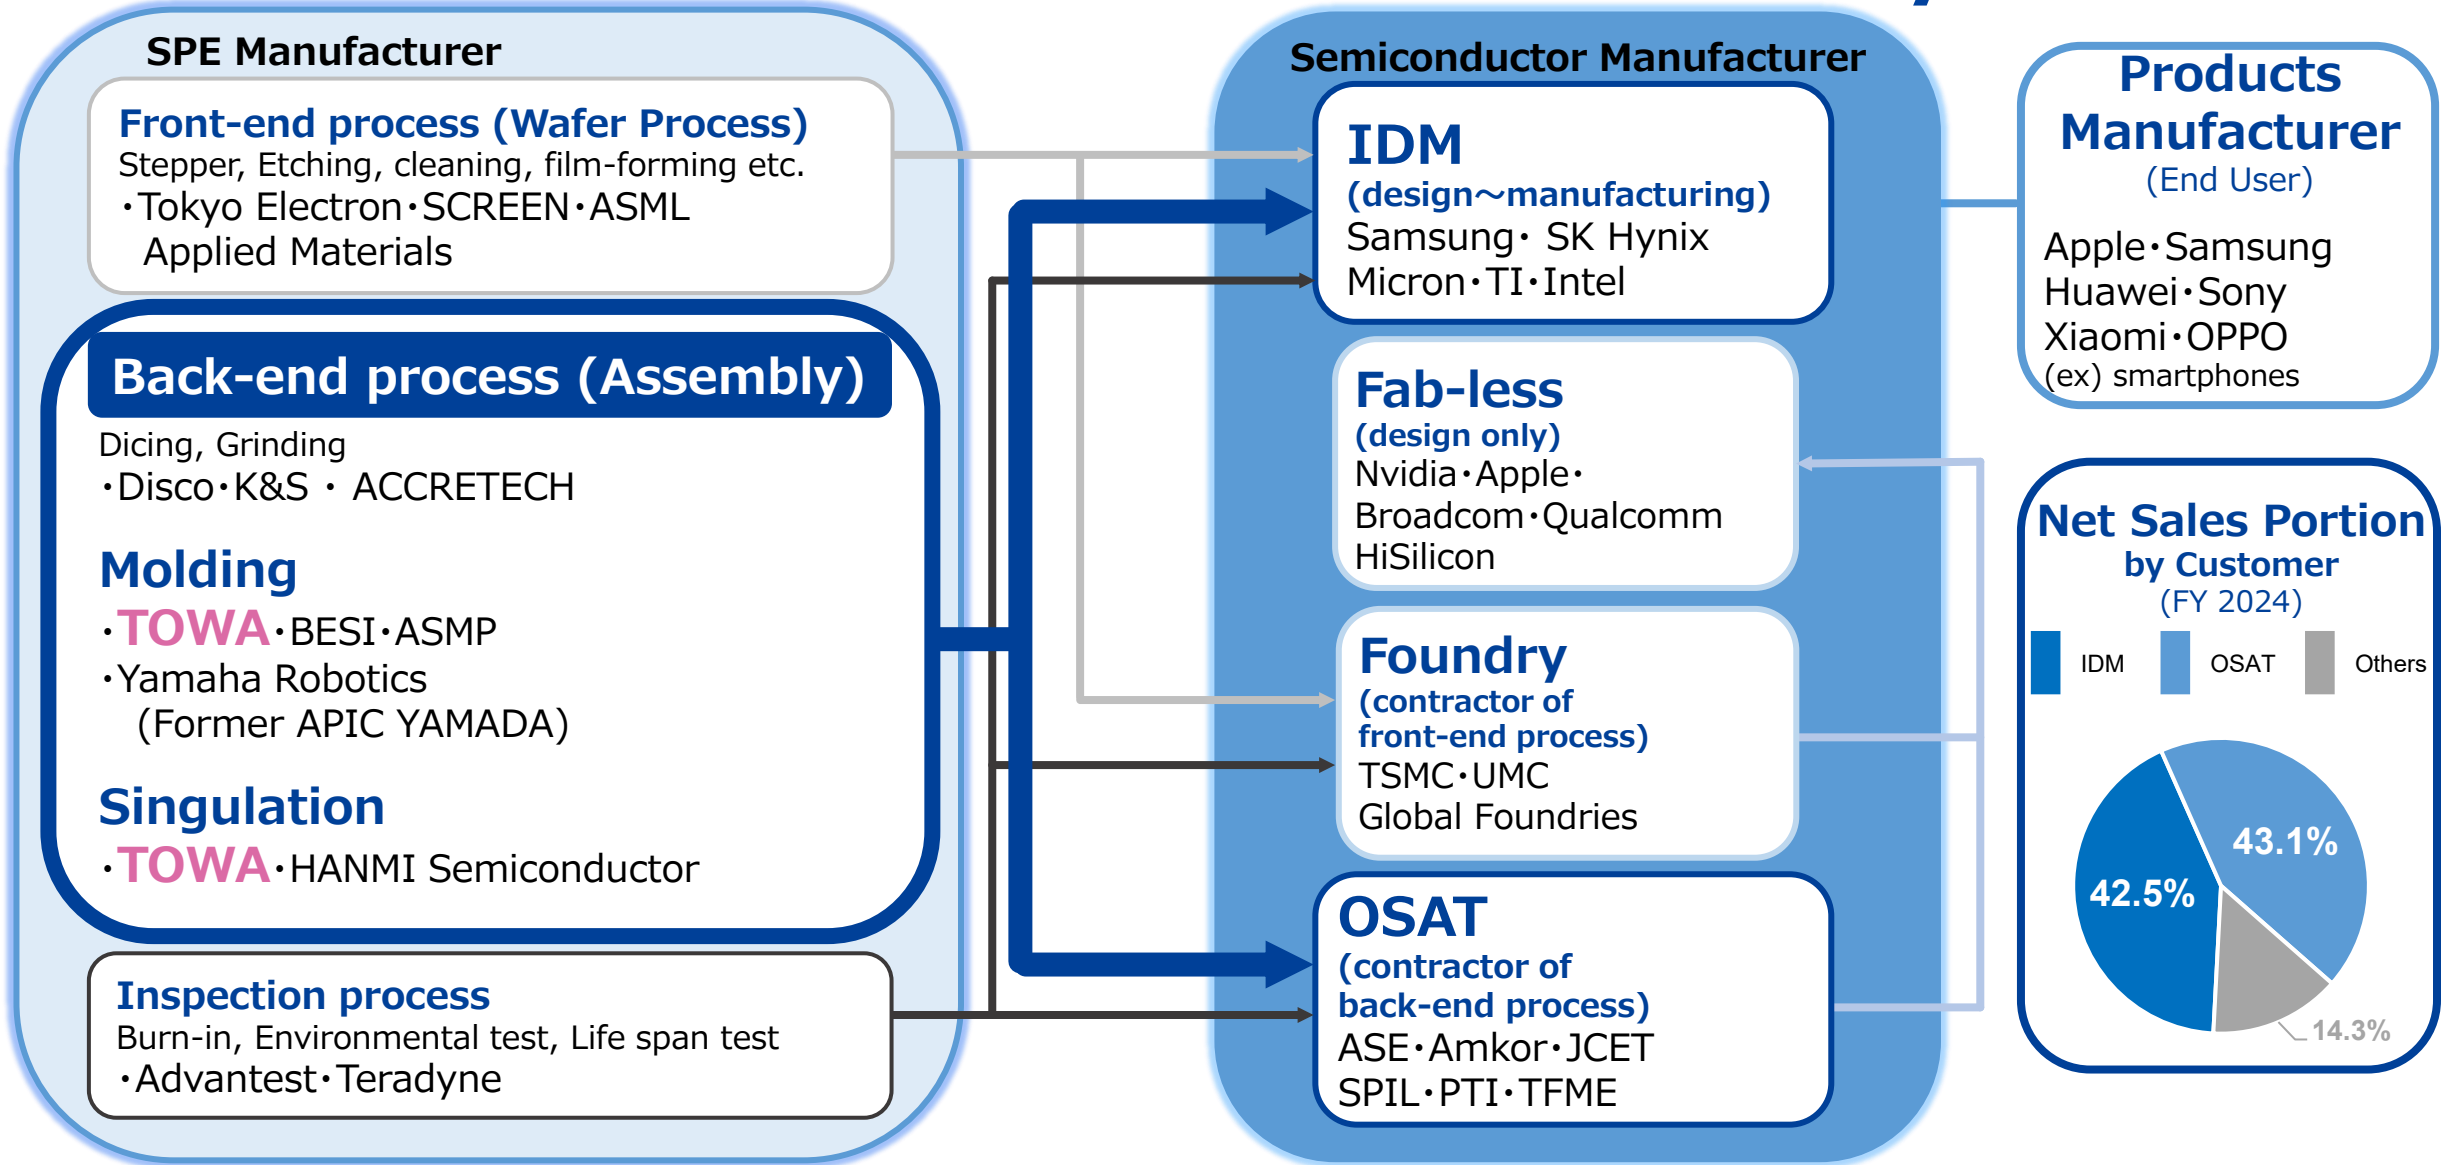 SPE Manufacturer
Front-end process (Wafer Process)
Stepper, Etching, cleaning, film-forming etc.
・Tokyo Electron・SCREEN・ASML
Applied Materials
Back-end process (Assembly)
Dicing, Grinding
・Disco・K&S ・ ACCRETECH
Molding
・TOWA・BESI・ASMP
・Yamaha Robotics
(Former APIC YAMADA)
Singulation
・TOWA・HANMI Semiconductor
Inspection process
Burn-in, Environmental test, Life span test
・Advantest・Teradyne
Semiconductor Manufacturer
IDM
(design～manufacturing)
Samsung・ SK Hynix
Micron・TI・Intel
Fab-less
(design only)
Nvidia・Apple・
Broadcom・Qualcomm
HiSilicon
Foundry
(contractor of
front-end process)
TSMC・UMC
Global Foundries
OSAT
(contractor of
back-end process)
ASE・Amkor・JCET
SPIL・PTI・TFME
Products
Manufacturer
(End User)
Apple・Samsung
Huawei・Sony
Xiaomi・OPPO
(ex) smartphones
Net Sales Portion
by Customer
(FY 2024)
IDM OSAT Others
43.1%
42.5%
14.3%